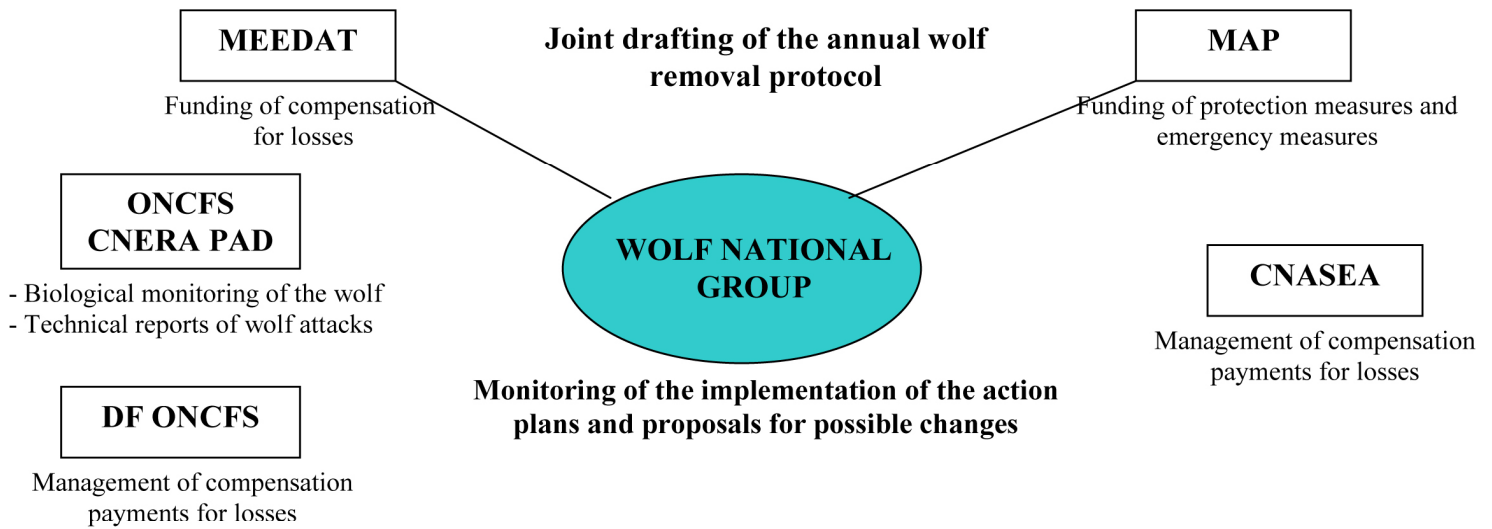 MEEDAT
Funding of compensation
for losses
Joint drafting of the annual wolf
removal protocol
MAP
Funding of protection measures and
emergency measures
ONCFS
CNERA PAD
- Biological monitoring of the wolf
- Technical reports of wolf attacks
WOLF NATIONAL
GROUP
CNASEA
Management of compensation
payments for losses
DF ONCFS
Management of compensation
payments for losses
Monitoring of the implementation of the action
plans and proposals for possible changes